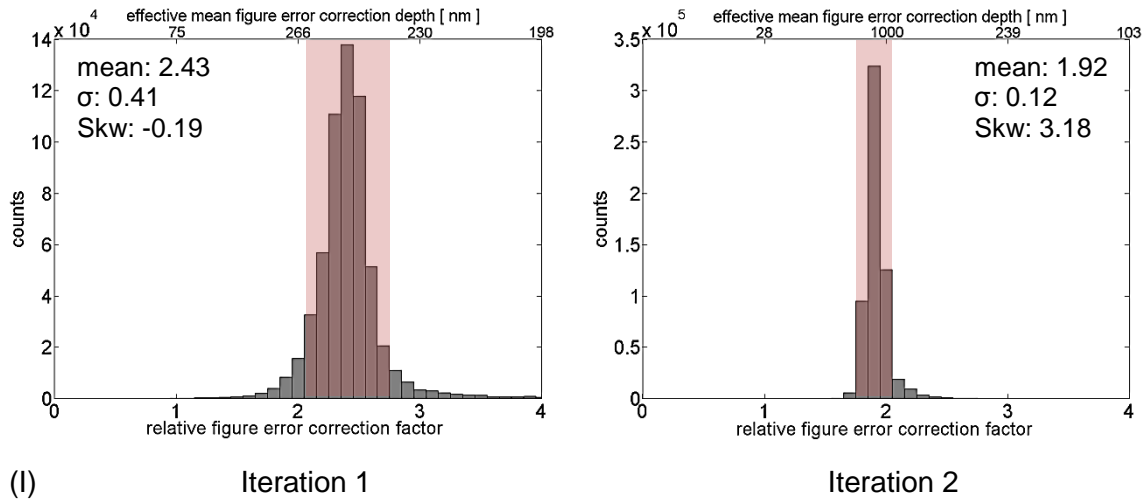 effective mean figure error correction depth [ nm ]
x 10 4
75 266 230 198
14
12
10
8
6
4
2
0
counts
mean: 2.43
σ: 0.41
Skw: -0.19
0 1 2 3 4
relative figure error correction factor
effective mean figure error correction depth [ nm ]
x 10 5
28 1000 239 103
3.5
3
2.5
2
1.5
1
0.5
0
counts
mean: 1.92
σ: 0.12
Skw: 3.18
0 1 2 3 4
relative figure error correction factor
(I) Iteration 1 Iteration 2